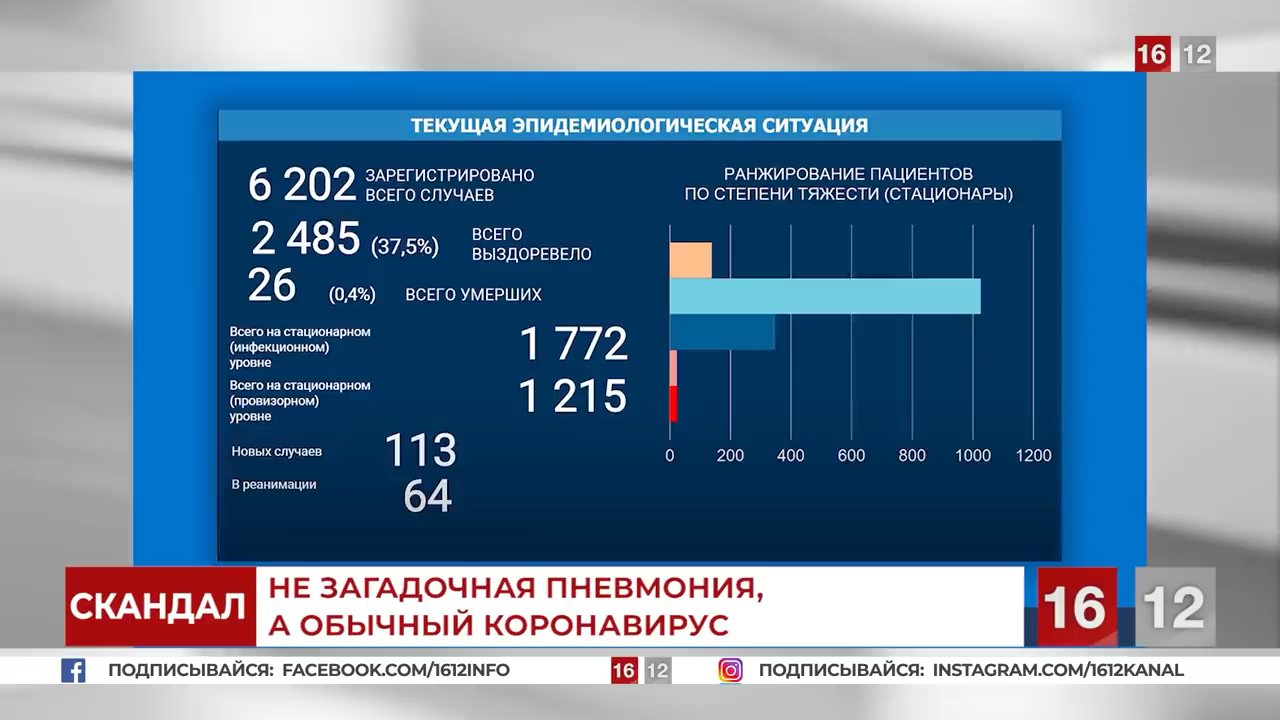 16 12
ТЕКУЩАЯ ЭПИДЕМИОЛОГИЧЕСКАЯ СИТУАЦИЯ
6 202 ЗАРЕГИСТРИРОВАНО
ВСЕГО СЛУЧАЕВ
2 485 (37,5%) ВСЕГО
ВЫЗДОРЕВЕЛО
26 (0,4%) ВСЕГО УМЕРШИХ
Всего на стационарном
(инфекционном)
уровне
1 772
Всего на стационарном
(провизорном)
уровне
1 215
Новых случаев 113
В реанимации 64
РАНЖИРОВАНИЕ ПАЦИЕНТОВ
ПО СТЕПЕНИ ТЯЖЕСТИ (СТАЦИОНАРЫ)
0 200 400 600 800 1000 1200
СКАНДАЛ
НЕ ЗАГАДОЧНАЯ ПНЕВМОНИЯ,
А ОБЫЧНЫЙ КОРОНАВИРУС
16 12
ПОДПИСЫВАЙСЯ: FACEBOOK.COM/1612INFO
16 12
ПОДПИСЫВАЙСЯ: INSTAGRAM.COM/1612KANAL